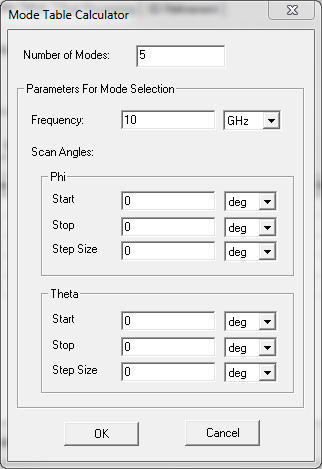 Mode Table Calculator
Number of Modes: 5
Parameters For Mode Selection
Frequency: 10 GHz
Scan Angles:
Phi
Start 0 deg
Stop 0 deg
Step Size 0 deg
Theta
Start 0 deg
Stop 0 deg
Step Size 0 deg
OK Cancel